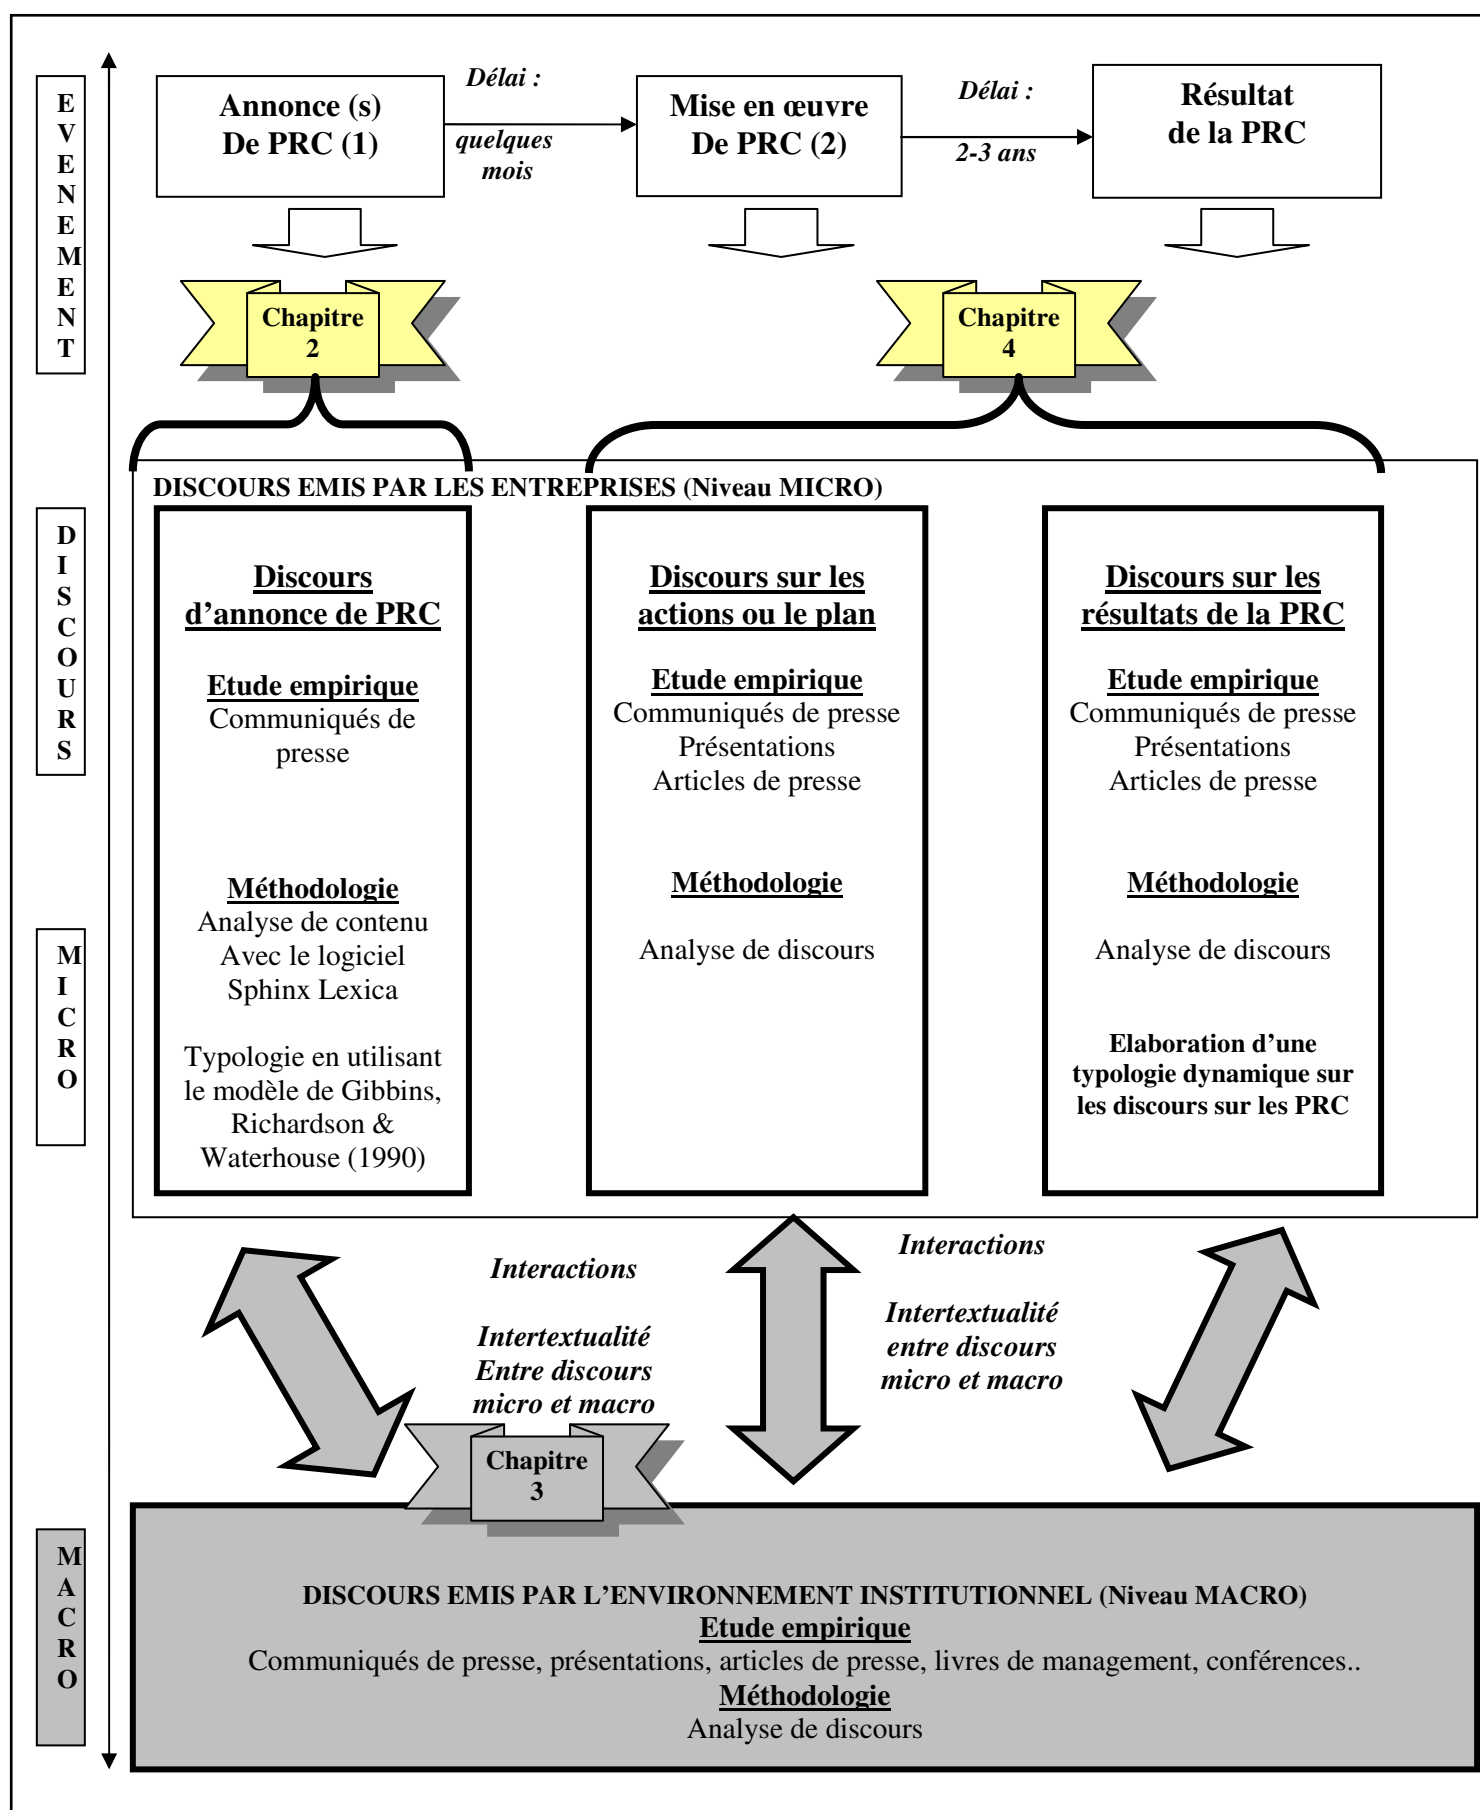 EVENEMENT
Annonce (s)
De PRC (1)
Délai :
quelques
mois
Mise en œuvre
De PRC (2)
Délai :
2-3 ans
Résultat
de la PRC
Chapitre
2
Chapitre
4
DISCOURS
MICRO
DISCOURS EMIS PAR LES ENTREPRISES (Niveau MICRO)
Discours
d’annonce de PRC
Etude empirique
Communiqués de
presse
Méthodologie
Analyse de contenu
Avec le logiciel
Sphinx Lexica
Typologie en utilisant
le modèle de Gibbins,
Richardson &
Waterhouse (1990)
Discours sur les
actions ou le plan
Etude empirique
Communiqués de presse
Présentations
Articles de presse
Méthodologie
Analyse de discours
Discours sur les
résultats de la PRC
Etude empirique
Communiqués de presse
Présentations
Articles de presse
Méthodologie
Analyse de discours
Elaboration d’une
typologie dynamique sur
les discours sur les PRC
Interactions
Intertextualité
Entre discours
micro et macro
Interactions
Intertextualité
entre discours
micro et macro
Chapitre
3
MACRO
DISCOURS EMIS PAR L’ENVIRONNEMENT INSTITUTIONNEL (Niveau MACRO)
Etude empirique
Communiqués de presse, présentations, articles de presse, livres de management, conférences..
Méthodologie
Analyse de discours